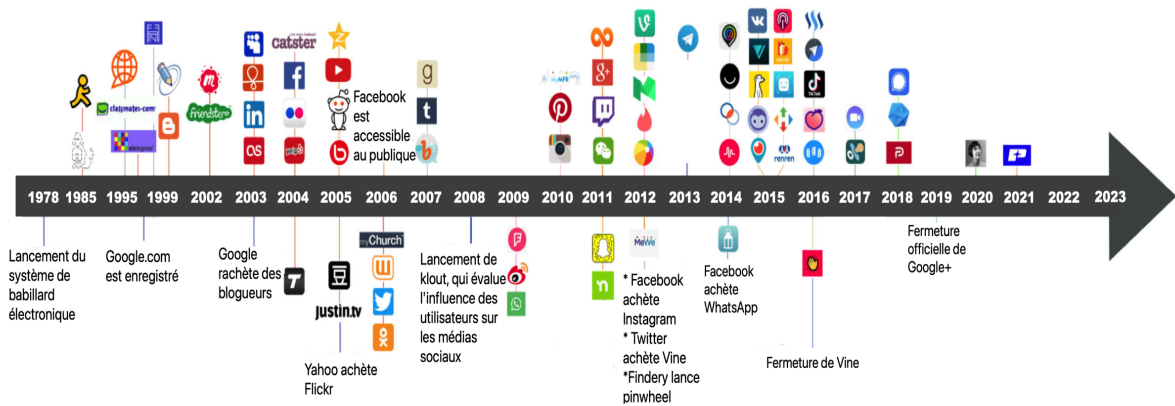 catster
classmates·com
friendster
Facebook
est
accessible
au publique
g+
renren
TikTok
1978 1985 1995 1999 2002 2003 2004 2005 2006 2007 2008 2009 2010 2011 2012 2013 2014 2015 2016 2017 2018 2019 2020 2021 2022 2023
Lancement du
système de
babillard
électronique
Google.com
est enregistré
Google
rachète des
blogueurs
豆
Justin.tv
Yahoo achète
Flickr
myChurch
Lancement de
klout, qui évalue
l'influence des
utilisateurs sur
les médias
sociaux
MeWe
* Facebook
achète
Instagram
* Twitter
achète Vine
*Findery lance
pinwheel
Facebook
achète
WhatsApp
Fermeture de Vine
Fermeture
officielle de
Google+